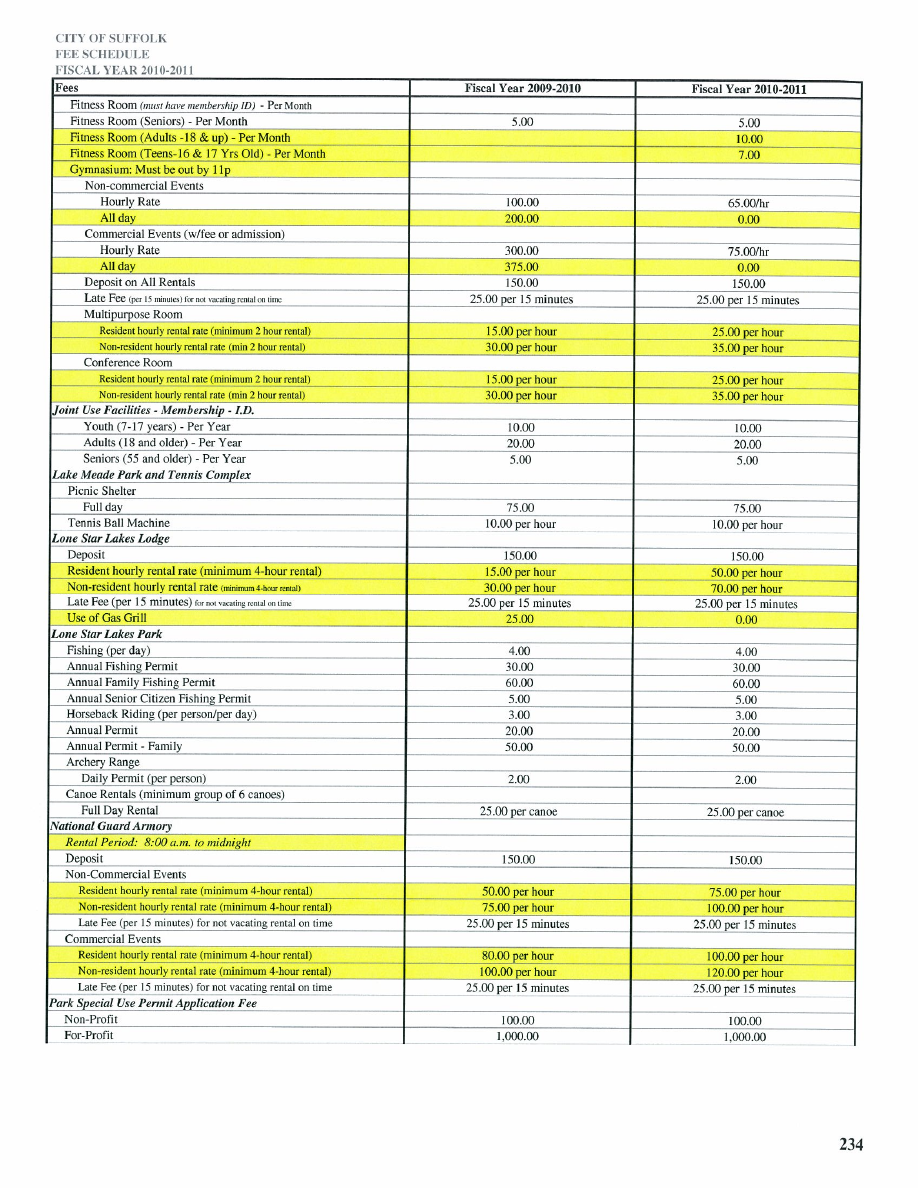 CITY OF SUFFOLK
FEE SCHEDULE
FISCAL YEAR 2010-2011
Fees Fiscal Year 2009-2010 Fiscal Year 2010-2011
Fitness Room (must have membership ID) - Per Month
Fitness Room (Seniors) - Per Month 5.00 5.00
Fitness Room (Adults -18 & up) - Per Month 10.00
Fitness Room (Teens-16 & 17 Yrs Old) - Per Month 7.00
Gymnasium: Must be out by 11p
Non-commercial Events
Hourly Rate 100.00 65.00/hr
All day 200.00 0.00
Commercial Events (w/fee or admission)
Hourly Rate 300.00 75.00/hr
All day 375.00 0.00
Deposit on All Rentals 150.00 150.00
Late Fee (per 15 minutes) for not vacating rental on time 25.00 per 15 minutes 25.00 per 15 minutes
Multipurpose Room
Resident hourly rental rate (minimum 2 hour rental) 15.00 per hour 25.00 per hour
Non-resident hourly rental rate (min 2 hour rental) 30.00 per hour 35.00 per hour
Conference Room
Resident hourly rental rate (minimum 2 hour rental) 15.00 per hour 25.00 per hour
Non-resident hourly rental rate (min 2 hour rental) 30.00 per hour 35.00 per hour
Joint Use Facilities - Membership - I.D.
Youth (7-17 years) - Per Year 10.00 10.00
Adults (18 and older) - Per Year 20.00 20.00
Seniors (55 and older) - Per Year 5.00 5.00
Lake Meade Park and Tennis Complex
Picnic Shelter
Full day 75.00 75.00
Tennis Ball Machine 10.00 per hour 10.00 per hour
Lone Star Lakes Lodge
Deposit 150.00 150.00
Resident hourly rental rate (minimum 4-hour rental) 15.00 per hour 50.00 per hour
Non-resident hourly rental rate (minimum 4-hour rental) 30.00 per hour 70.00 per hour
Late Fee (per 15 minutes) for not vacating rental on time 25.00 per 15 minutes 25.00 per 15 minutes
Use of Gas Grill 25.00 0.00
Lone Star Lakes Park
Fishing (per day) 4.00 4.00
Annual Fishing Permit 30.00 30.00
Annual Family Fishing Permit 60.00 60.00
Annual Senior Citizen Fishing Permit 5.00 5.00
Horseback Riding (per person/per day) 3.00 3.00
Annual Permit 20.00 20.00
Annual Permit - Family 50.00 50.00
Archery Range
Daily Permit (per person) 2.00 2.00
Canoe Rentals (minimum group of 6 canoes)
Full Day Rental 25.00 per canoe 25.00 per canoe
National Guard Armory
Rental Period: 8:00 a.m. to midnight
Deposit 150.00 150.00
Non-Commercial Events
Resident hourly rental rate (minimum 4-hour rental) 50.00 per hour 75.00 per hour
Non-resident hourly rental rate (minimum 4-hour rental) 75.00 per hour 100.00 per hour
Late Fee (per 15 minutes) for not vacating rental on time 25.00 per 15 minutes 25.00 per 15 minutes
Commercial Events
Resident hourly rental rate (minimum 4-hour rental) 80.00 per hour 100.00 per hour
Non-resident hourly rental rate (minimum 4-hour rental) 100.00 per hour 120.00 per hour
Late Fee (per 15 minutes) for not vacating rental on time 25.00 per 15 minutes 25.00 per 15 minutes
Park Special Use Permit Application Fee
Non-Profit 100.00 100.00
For-Profit 1,000.00 1,000.00
234